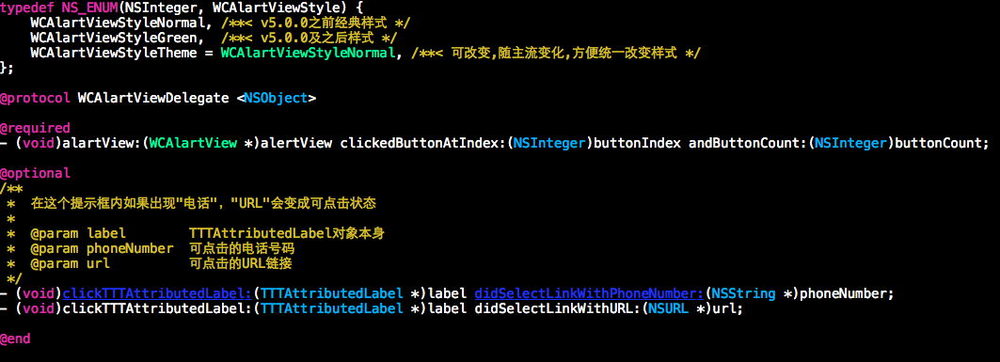 typedef NS_ENUM(NSInteger, WCAlartViewStyle) {
    WCAlartViewStyleNormal, /**< v5.0.0之前经典样式 */
    WCAlartViewStyleGreen,  /**< v5.0.0及之后样式 */
    WCAlartViewStyleTheme = WCAlartViewStyleNormal, /**< 可改变,随主流变化,方便统一改变样式 */
};
@protocol WCAlartViewDelegate <NSObject>
@required
- (void)alartView:(WCAlartView *)alertView clickedButtonAtIndex:(NSInteger)buttonIndex andButtonCount:(NSInteger)buttonCount;
@optional
/**
 *  在这个提示框内如果出现"电话"，"URL"会变成可点击状态
 *
 *  @param label        TTTAttributedLabel对象本身
 *  @param phoneNumber  可点击的电话号码
 *  @param url          可点击的URL链接
 */
- (void)clickTTTAttributedLabel:(TTTAttributedLabel *)label didSelectLinkWithPhoneNumber:(NSString *)phoneNumber;
- (void)clickTTTAttributedLabel:(TTTAttributedLabel *)label didSelectLinkWithURL:(NSURL *)url;
@end